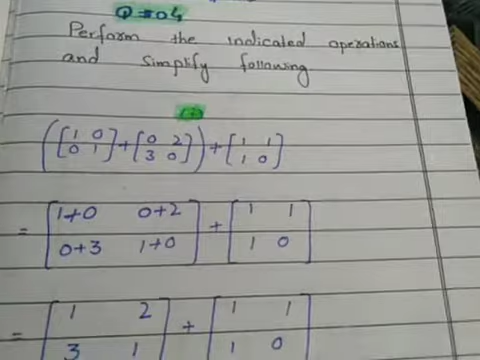 Q = 04
Perform the indicated operations
and simplify following
(i)
([1 0] + [0 2]) + [1 1]
([0 1] + [3 0]) + [1 0]
= [1+0 0+2] + [1 1]
[0+3 1+0] + [1 0]
= [1 2] + [1 1]
[3 1] + [1 0]